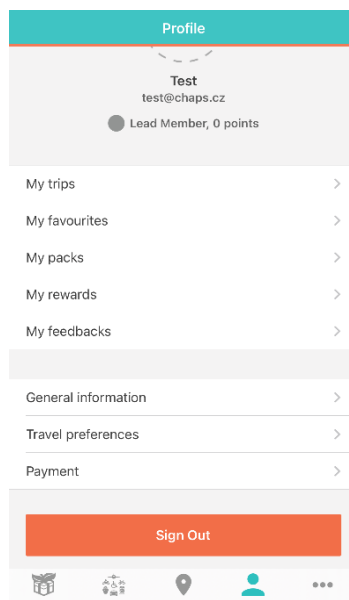 Profile
Test
test@chaps.cz
Lead Member, 0 points
My trips
My favourites
My packs
My rewards
My feedbacks
General information
Travel preferences
Payment
Sign Out